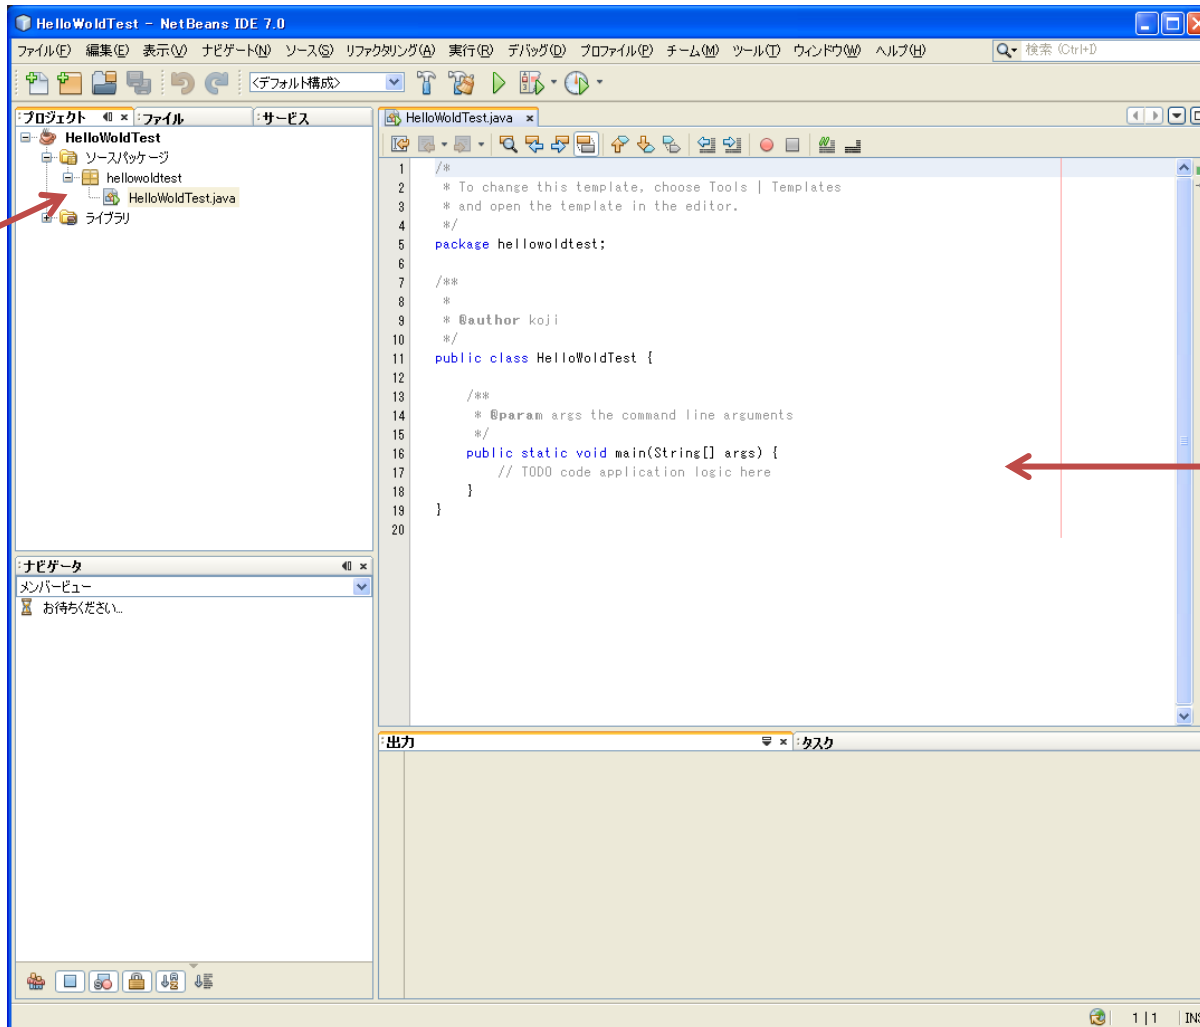 HelloWoldTest - NetBeans IDE 7.0
ファイル(F) 編集(E) 表示(V) ナビゲート(N) ソース(S) リファクタリング(A) 実行(R) デバッグ(D) プロファイル(P) チーム(M) ツール(T) ウィンドウ(W) ヘルプ(H) 検索 (Ctrl+I)
<デフォルト構成>
プロジェクト ファイル サービス
HelloWoldTest
ソースパッケージ
hellowoldtest
HelloWoldTest.java
ライブラリ
HelloWoldTest.java
1 /*
2 * To change this template, choose Tools | Templates
3 * and open the template in the editor.
4 */
5 package hellowoldtest;
6
7 /**
8 *
9 * @author koji
10 */
11 public class HelloWoldTest {
12
13 /**
14 * @param args the command line arguments
15 */
16 public static void main(String[] args) {
17 // TODO code application logic here
18 }
19 }
20
ナビゲータ
メンバービュー
お待ちください...
出力 タスク
1 | 1